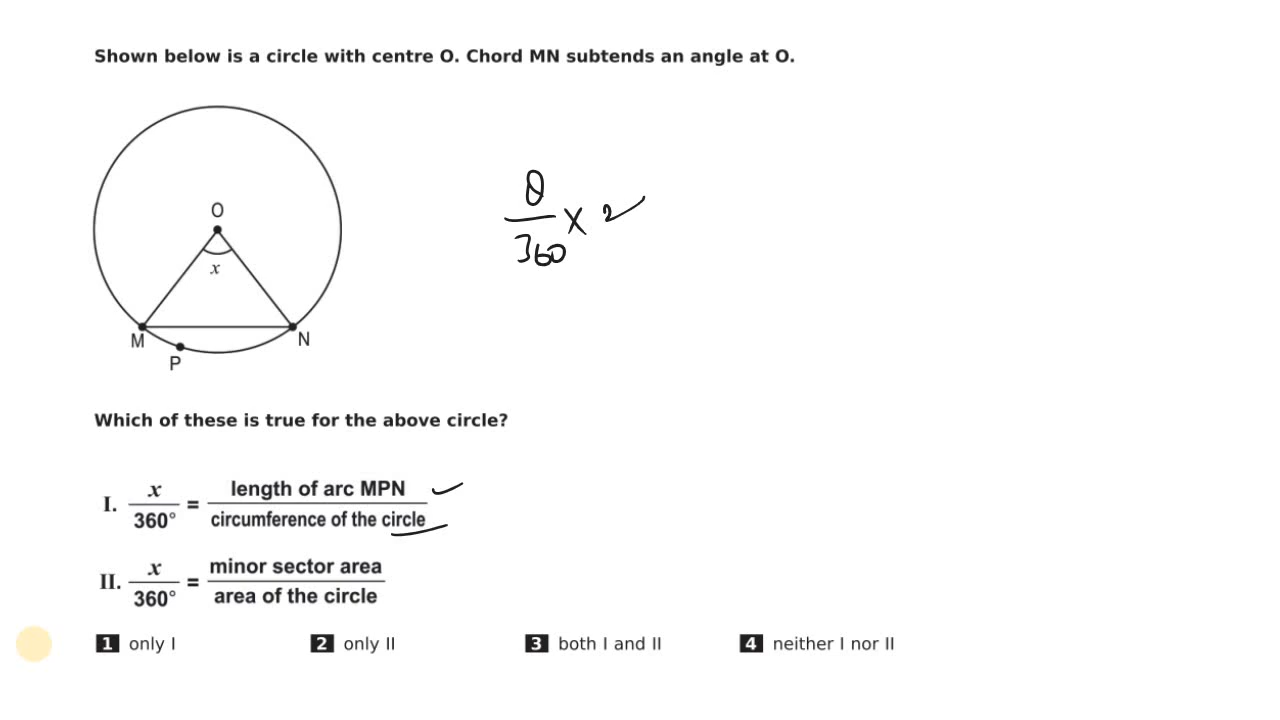 Shown below is a circle with centre O. Chord MN subtends an angle at O.
O
x
M
N
P
θ
360
× 2
Which of these is true for the above circle?
I. x/360° = length of arc MPN/circumference of the circle
II. x/360° = minor sector area/area of the circle
1 only I 2 only II 3 both I and II 4 neither I nor II